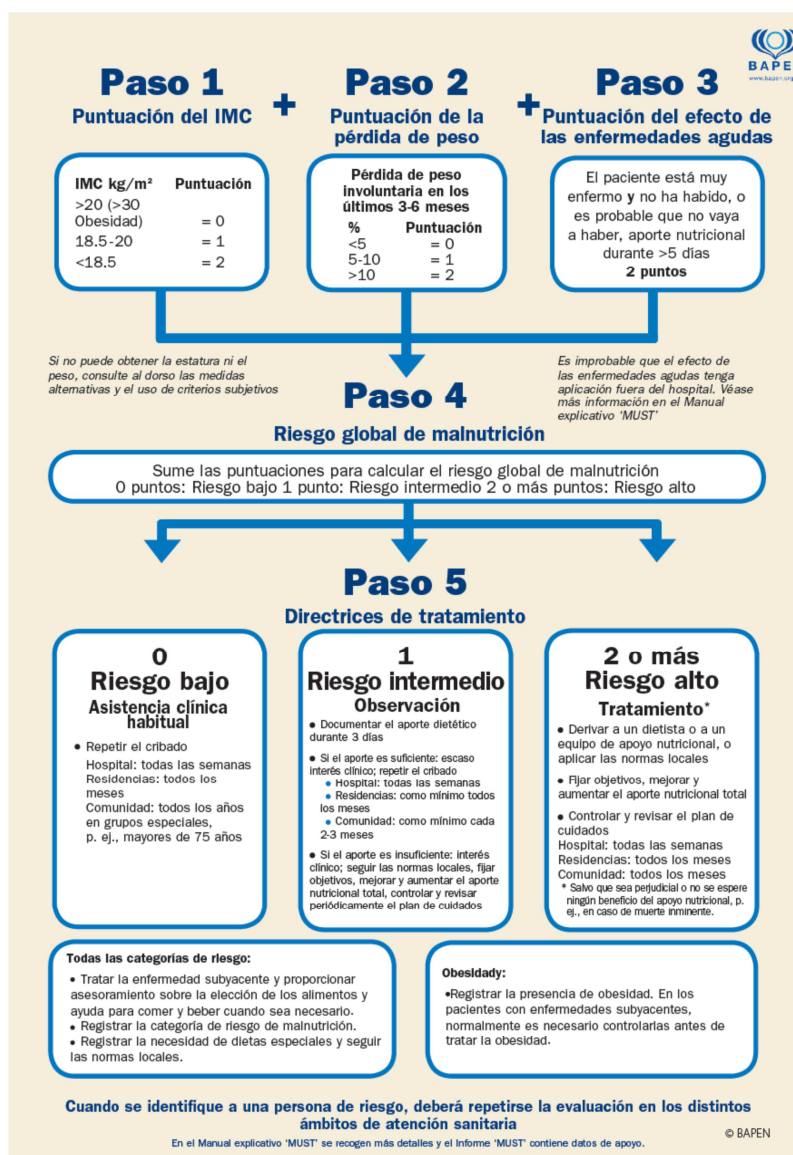 BAPE
www.bapen.org
Paso 1
Puntuación del IMC
+
Paso 2
Puntuación de la
pérdida de peso
+
Paso 3
Puntuación del efecto de
las enfermedades agudas
IMC kg/m² Puntuación
>20 (>30
Obesidad) = 0
18.5-20 = 1
<18.5 = 2
Pérdida de peso
involuntaria en los
últimos 3-6 meses
% Puntuación
<5 = 0
5-10 = 1
>10 = 2
El paciente está muy
enfermo y no ha habido, o
es probable que no vaya
a haber, aporte nutricional
durante >5 días
2 puntos
Si no puede obtener la estatura ni el
peso, consulte al dorso las medidas
alternativas y el uso de criterios subjetivos
Es improbable que el efecto de
las enfermedades agudas tenga
aplicación fuera del hospital. Véase
más información en el Manual
explicativo ‘MUST’
Paso 4
Riesgo global de malnutrición
Sume las puntuaciones para calcular el riesgo global de malnutrición
0 puntos: Riesgo bajo 1 punto: Riesgo intermedio 2 o más puntos: Riesgo alto
Paso 5
Directrices de tratamiento
0
Riesgo bajo
Asistencia clínica
habitual
• Repetir el cribado
Hospital: todas las semanas
Residencias: todos los
meses
Comunidad: todos los años
en grupos especiales,
p. ej., mayores de 75 años
1
Riesgo intermedio
Observación
• Documentar el aporte dietético
durante 3 días
• Si el aporte es suficiente: escaso
interés clínico; repetir el cribado
• Hospital: todas las semanas
• Residencias: como mínimo todos
los meses
• Comunidad: como mínimo cada
2-3 meses
• Si el aporte es insuficiente: interés
clínico; seguir las normas locales, fijar
objetivos, mejorar y aumentar el aporte
nutricional total, controlar y revisar
periódicamente el plan de cuidados
2 o más
Riesgo alto
Tratamiento*
• Derivar a un dietista o a un
equipo de apoyo nutricional, o
aplicar las normas locales
• Fijar objetivos, mejorar y
aumentar el aporte nutricional total
• Controlar y revisar el plan de
cuidados
Hospital: todas las semanas
Residencias: todos los meses
Comunidad: todos los meses
* Salvo que sea perjudicial o no se espere
ningún beneficio del apoyo nutricional, p.
ej., en caso de muerte inminente.
Todas las categorías de riesgo:
• Tratar la enfermedad subyacente y proporcionar
asesoramiento sobre la elección de los alimentos y
ayuda para comer y beber cuando sea necesario.
• Registrar la categoría de riesgo de malnutrición.
• Registrar la necesidad de dietas especiales y seguir
las normas locales.
Obesidady:
•Registrar la presencia de obesidad. En los
pacientes con enfermedades subyacentes,
normalmente es necesario controlarlas antes de
tratar la obesidad.
Cuando se identifique a una persona de riesgo, deberá repetirse la evaluación en los distintos
ámbitos de atención sanitaria
En el Manual explicativo ‘MUST’ se recogen más detalles y el Informe ‘MUST’ contiene datos de apoyo.
© BAPEN